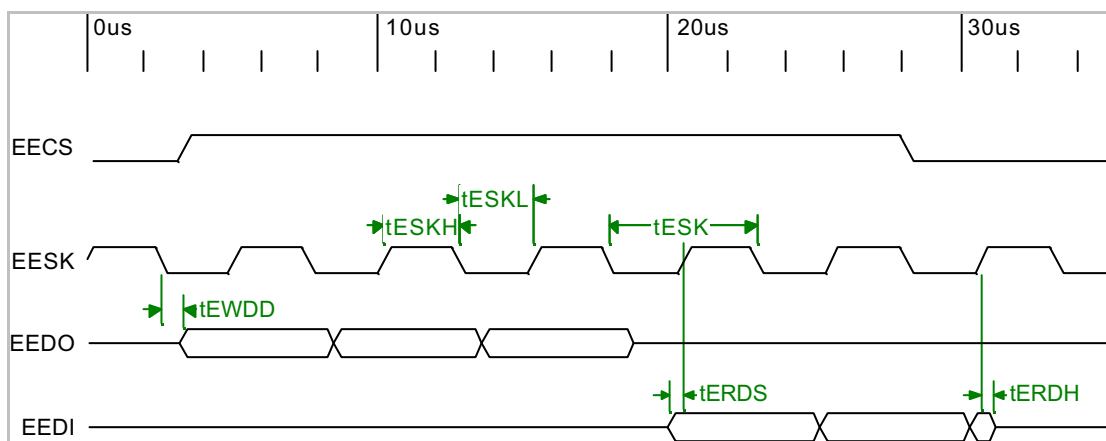 0us 10us 20us 30us
EECS
tESKL
tESKH tESK
EESK
tEWDD
EEDO
tERDS tERDH
EEDI